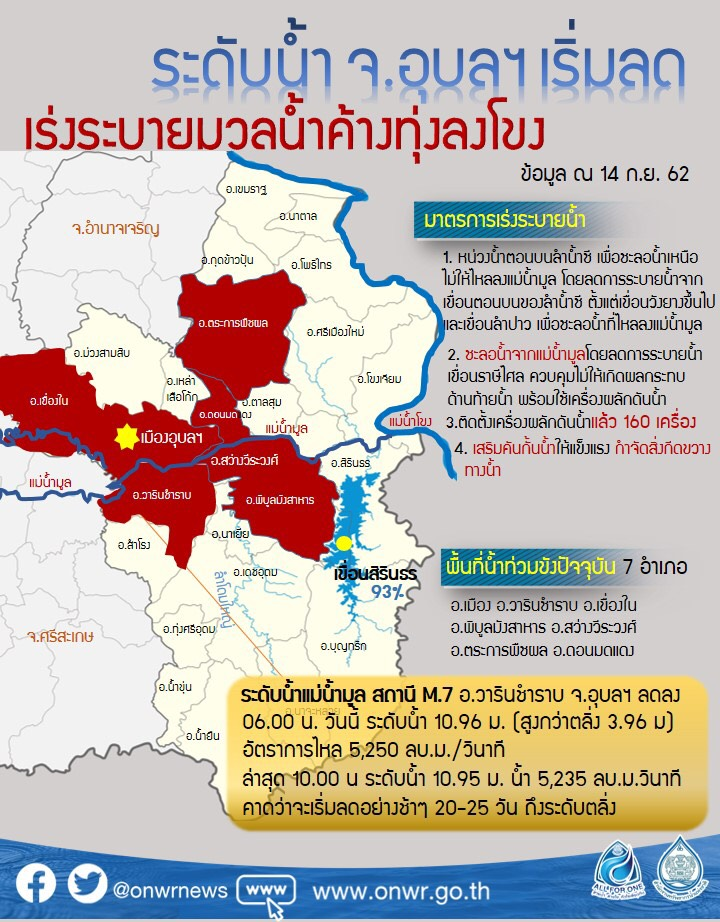 ระดับน้ำ จ.อุบลฯ เริ่มลด
เร่งระบายมวลน้ำค้างทุ่งลงโขง
ข้อมูล ณ 14 ก.ย. 62
มาตรการเร่งระบายน้ำ
1. หน่วงน้ำตอนบนลำน้ำชี เพื่อชะลอน้ำเหนือ
ไม่ให้ไหลลงแม่น้ำมูล โดยลดการระบายน้ำจาก
เขื่อนตอนบนของลำน้ำชี ตั้งแต่เขื่อนวังยางขึ้นไป
และเขื่อนลำปาว เพื่อชะลอน้ำที่ไหลลงแม่น้ำมูล
2. ชะลอน้ำจากแม่น้ำมูลโดยลดการระบายน้ำ
เขื่อนราษีไศล ควบคุมไม่ให้เกิดผลกระทบ
ด้านท้ายน้ำ พร้อมใช้เครื่องผลักดันน้ำ
3.ติดตั้งเครื่องผลักดันน้ำแล้ว 160 เครื่อง
4. เสริมคันกั้นน้ำให้แข็งแรง กำจัดสิ่งกีดขวาง
ทางน้ำ
จ.อำนาจเจริญ
อ.เขมราฐ
อ.นาตาล
อ.กุดข้าวปุ้น
อ.โพธิ์ไทร
อ.ตระการพืชผล
อ.ศรีเมืองใหม่
อ.ม่วงสามสิบ
อ.เหล่า
เสือโก้ก
อ.โขงเจียม
อ.เขื่องใน
อ.ดอนมดแดง
อ.ตาลสุม
แม่น้ำมูล
แม่น้ำโขง
เมืองอุบลฯ
อ.สว่างวีระวงศ์
อ.สิรินธร
แม่น้ำมูล
อ.วารินชำราบ
อ.พิบูลมังสาหาร
อ.สำโรง
อ.นาเยีย
เขื่อนสิรินธร
93%
อ.เดชอุดม
ลำโดมใหญ่
จ.ศรีสะเกษ
อ.ทุ่งศรีอุดม
อ.บุณฑริก
อ.น้ำขุ่น
อ.นาจะหลวย
อ.น้ำยืน
พื้นที่น้ำท่วมขังปัจจุบัน 7 อำเภอ
อ.เมือง อ.วารินชำราบ อ.เขื่องใน
อ.พิบูลมังสาหาร อ.สว่างวีระวงศ์
อ.ตระการพืชผล อ.ดอนมดแดง
ระดับน้ำแม่น้ำมูล สถานี M.7 อ.วารินชำราบ จ.อุบลฯ ลดลง
06.00 น. วันนี้ ระดับน้ำ 10.96 ม. (สูงกว่าตลิ่ง 3.96 ม)
อัตราการไหล 5,250 ลบ.ม./วินาที
ล่าสุด 10.00 น ระดับน้ำ 10.95 ม. น้ำ 5,235 ลบ.ม.วินาที
คาดว่าจะเริ่มลดอย่างช้าๆ 20-25 วัน ถึงระดับตลิ่ง
@onwrnews
www
www.onwr.go.th
ALL FOR ONE